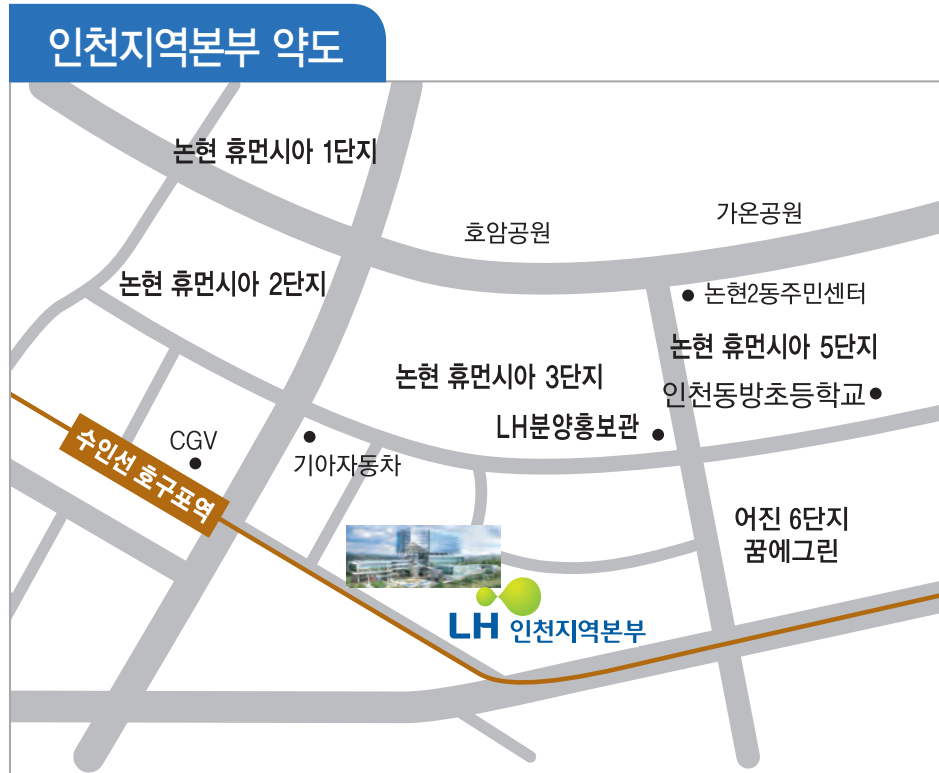 인천지역본부 약도
논현 휴먼시아 1단지
가온공원
호암공원
논현 휴먼시아 2단지
논현2동주민센터
논현 휴먼시아 5단지
논현 휴먼시아 3단지
인천동방초등학교
LH분양홍보관
CGV
수인선 호구포역
기아자동차
어진 6단지
꿈에그린
LH 인천지역본부